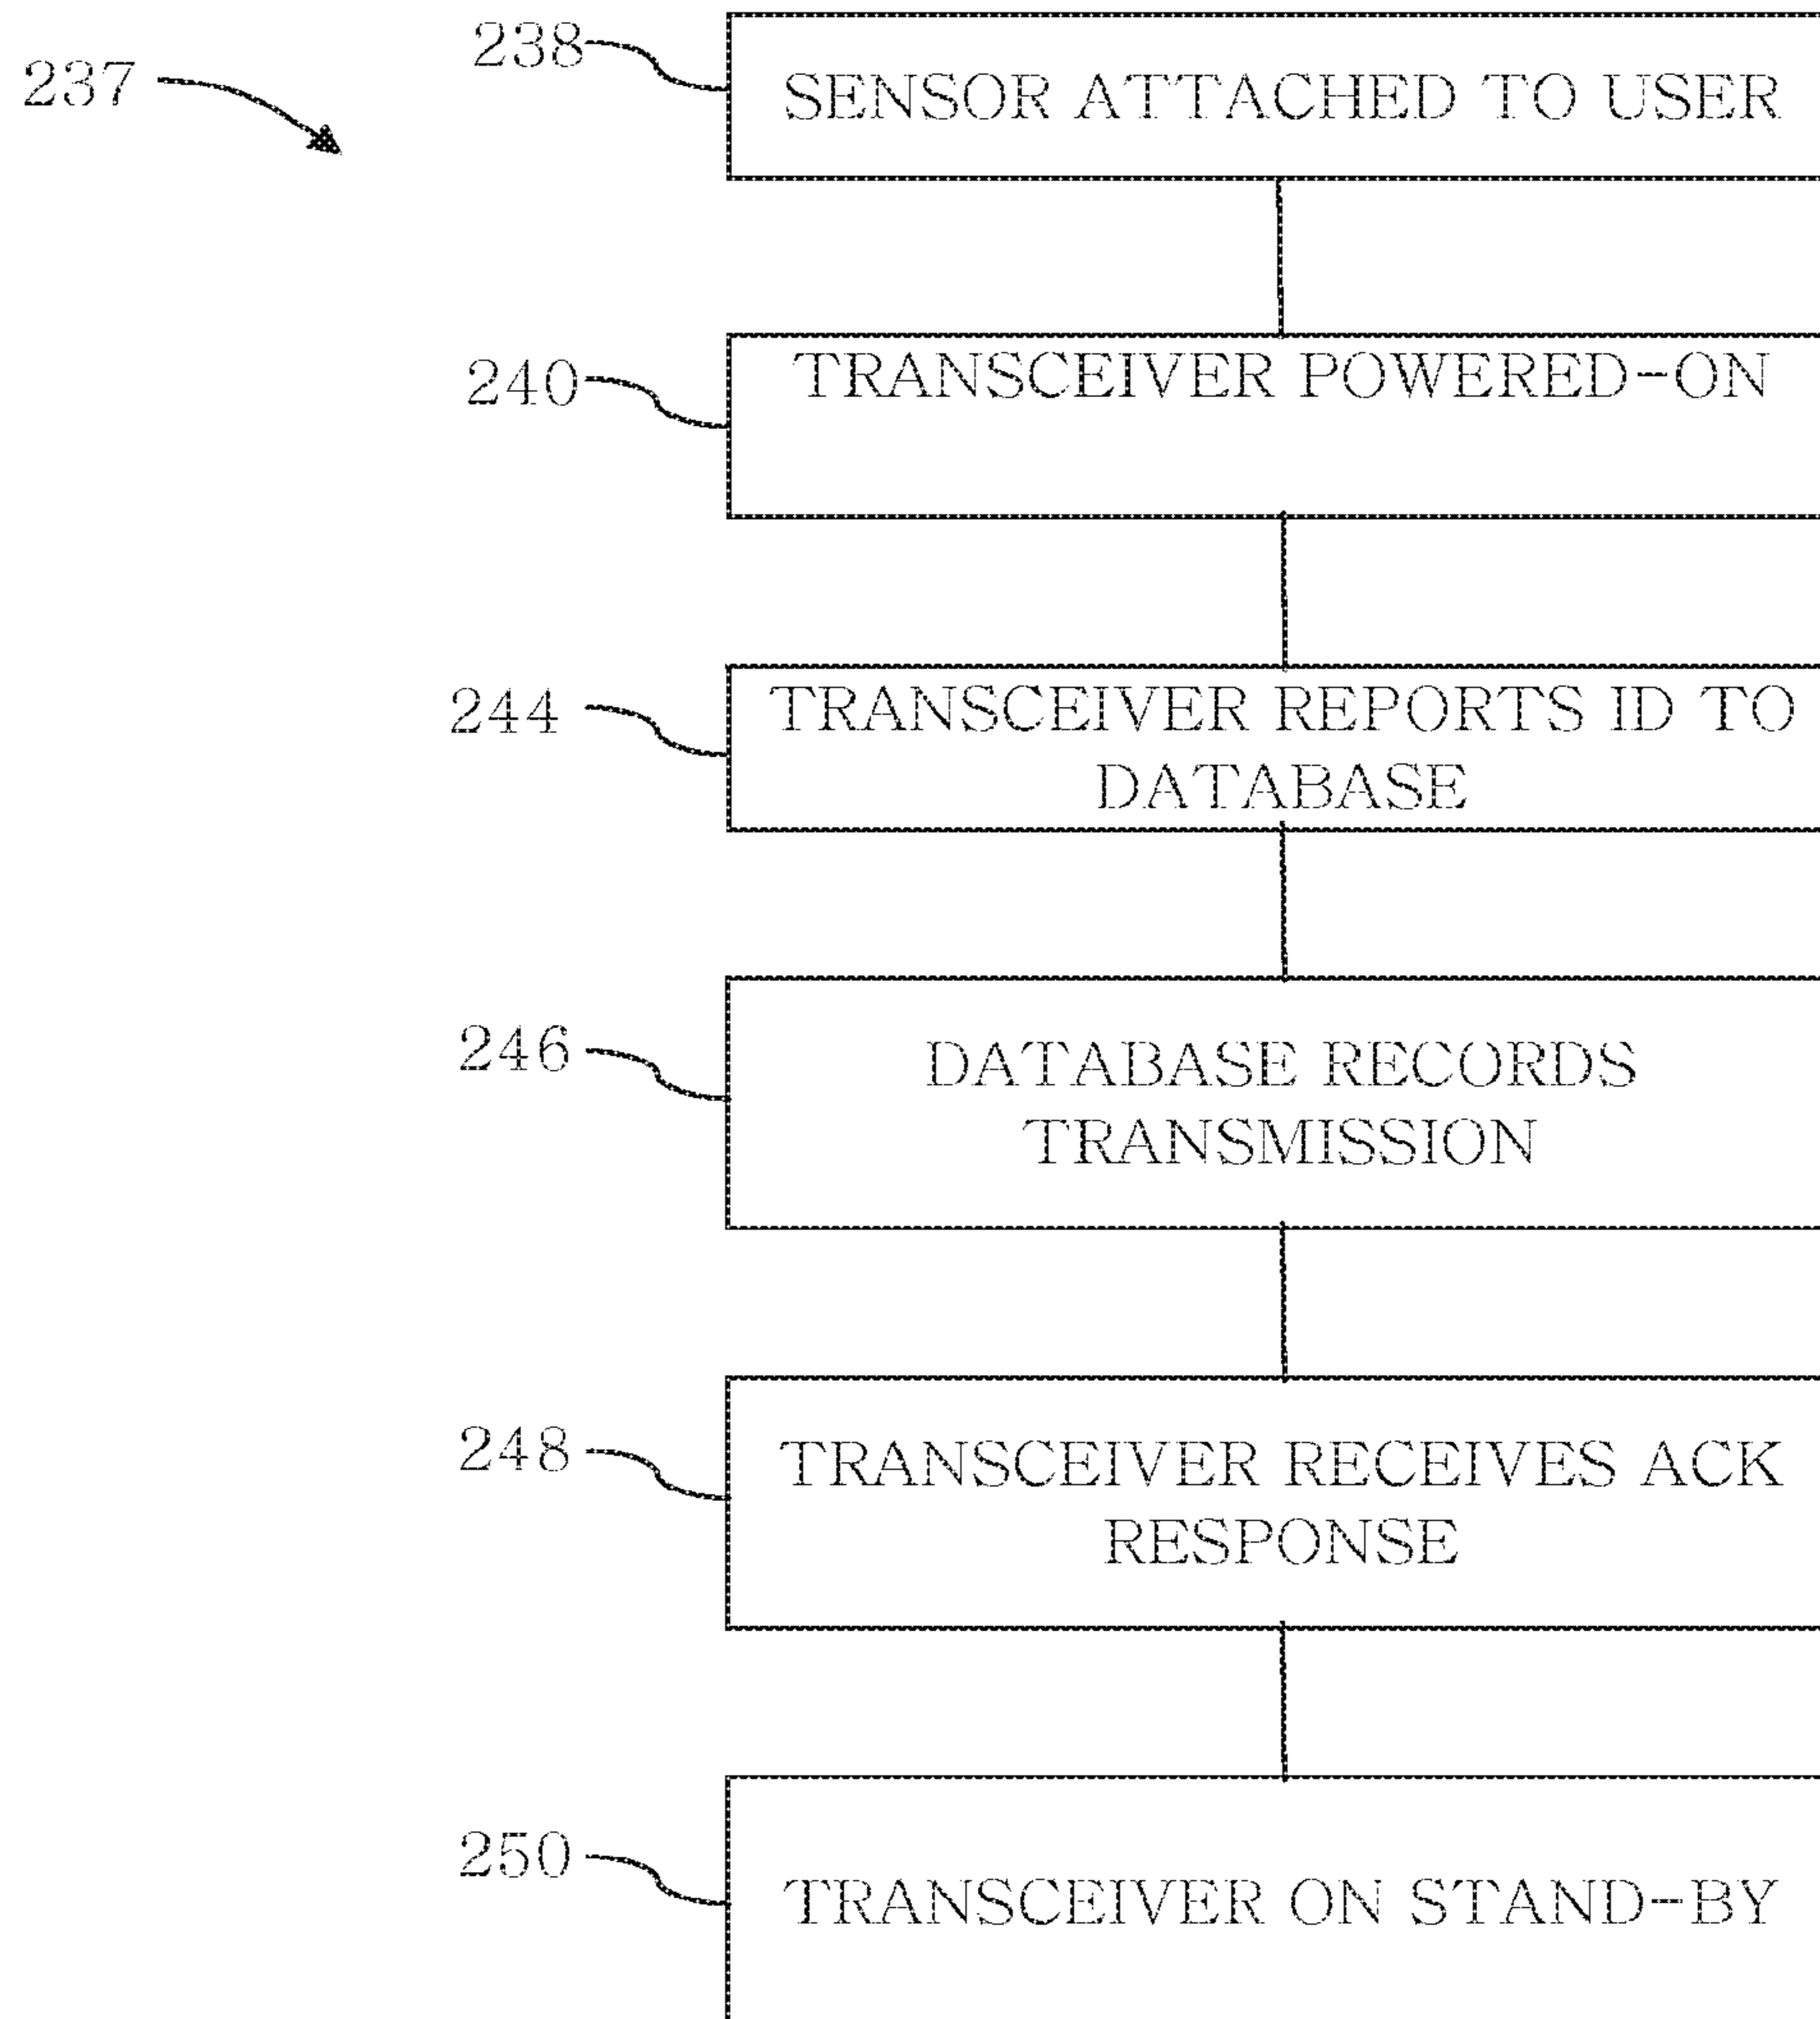 237
238
SENSOR ATTACHED TO USER
240
TRANSCEIVER POWERED-ON
244
TRANSCEIVER REPORTS ID TO
DATABASE
246
DATABASE RECORDS
TRANSMISSION
248
TRANSCEIVER RECEIVES ACK
RESPONSE
250
TRANSCEIVER ON STAND-BY